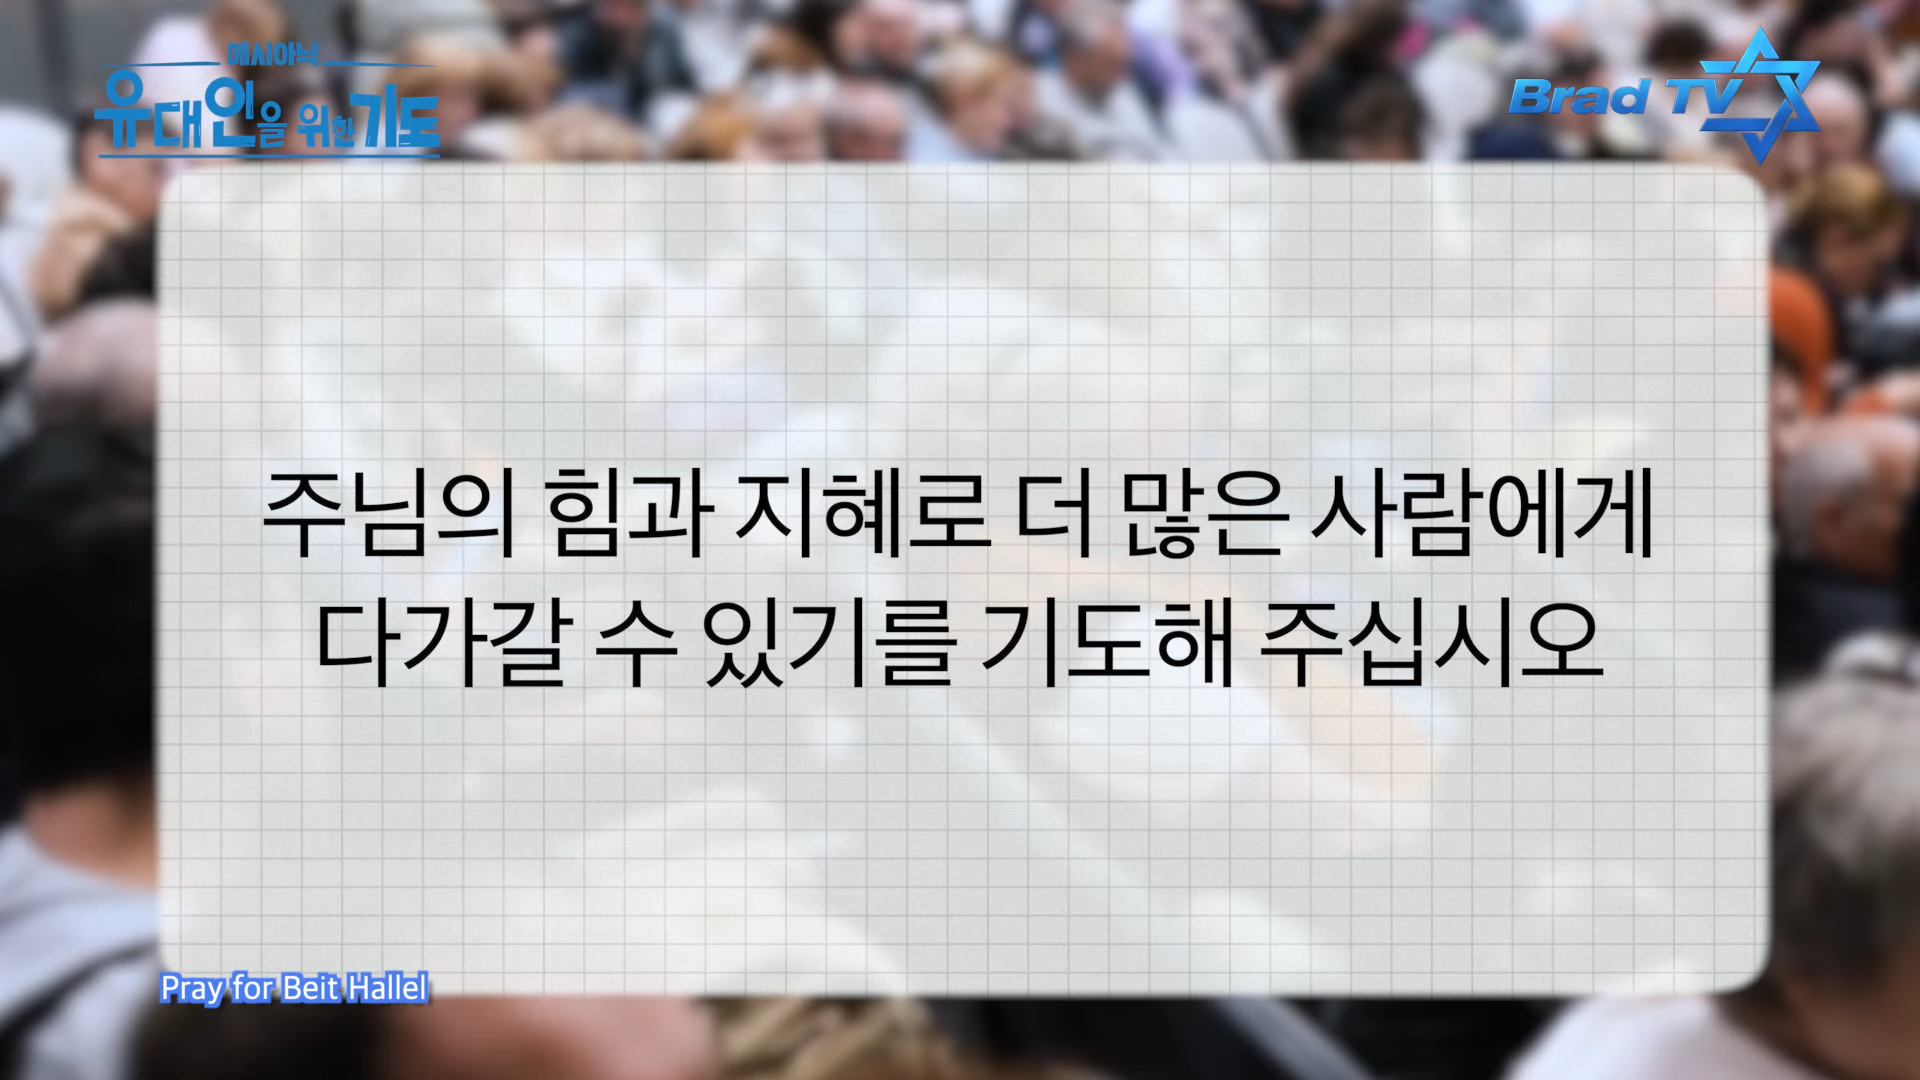 메시아닉
유대인을 위한 기도
Brad TV
주님의 힘과 지혜로 더 많은 사람에게
다가갈 수 있기를 기도해 주십시오
Pray for Beit Hallel